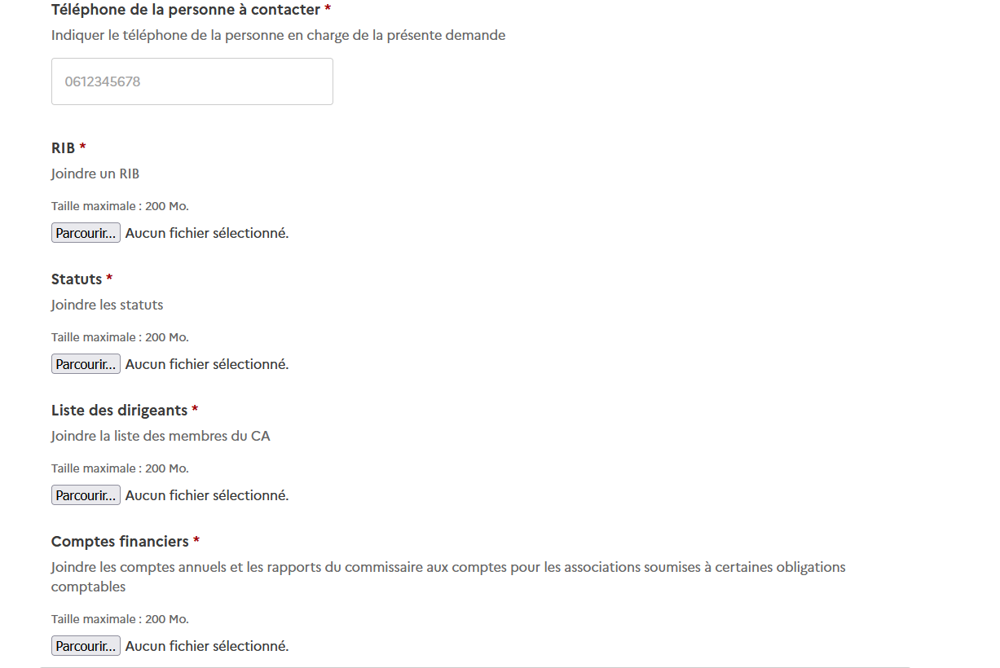 Téléphone de la personne à contacter *
Indiquer le téléphone de la personne en charge de la présente demande
0612345678
RIB *
Joindre un RIB
Taille maximale : 200 Mo.
Parcourir... Aucun fichier sélectionné.
Statuts *
Joindre les statuts
Taille maximale : 200 Mo.
Parcourir... Aucun fichier sélectionné.
Liste des dirigeants *
Joindre la liste des membres du CA
Taille maximale : 200 Mo.
Parcourir... Aucun fichier sélectionné.
Comptes financiers *
Joindre les comptes annuels et les rapports du commissaire aux comptes pour les associations soumises à certaines obligations
comptables
Taille maximale : 200 Mo.
Parcourir... Aucun fichier sélectionné.